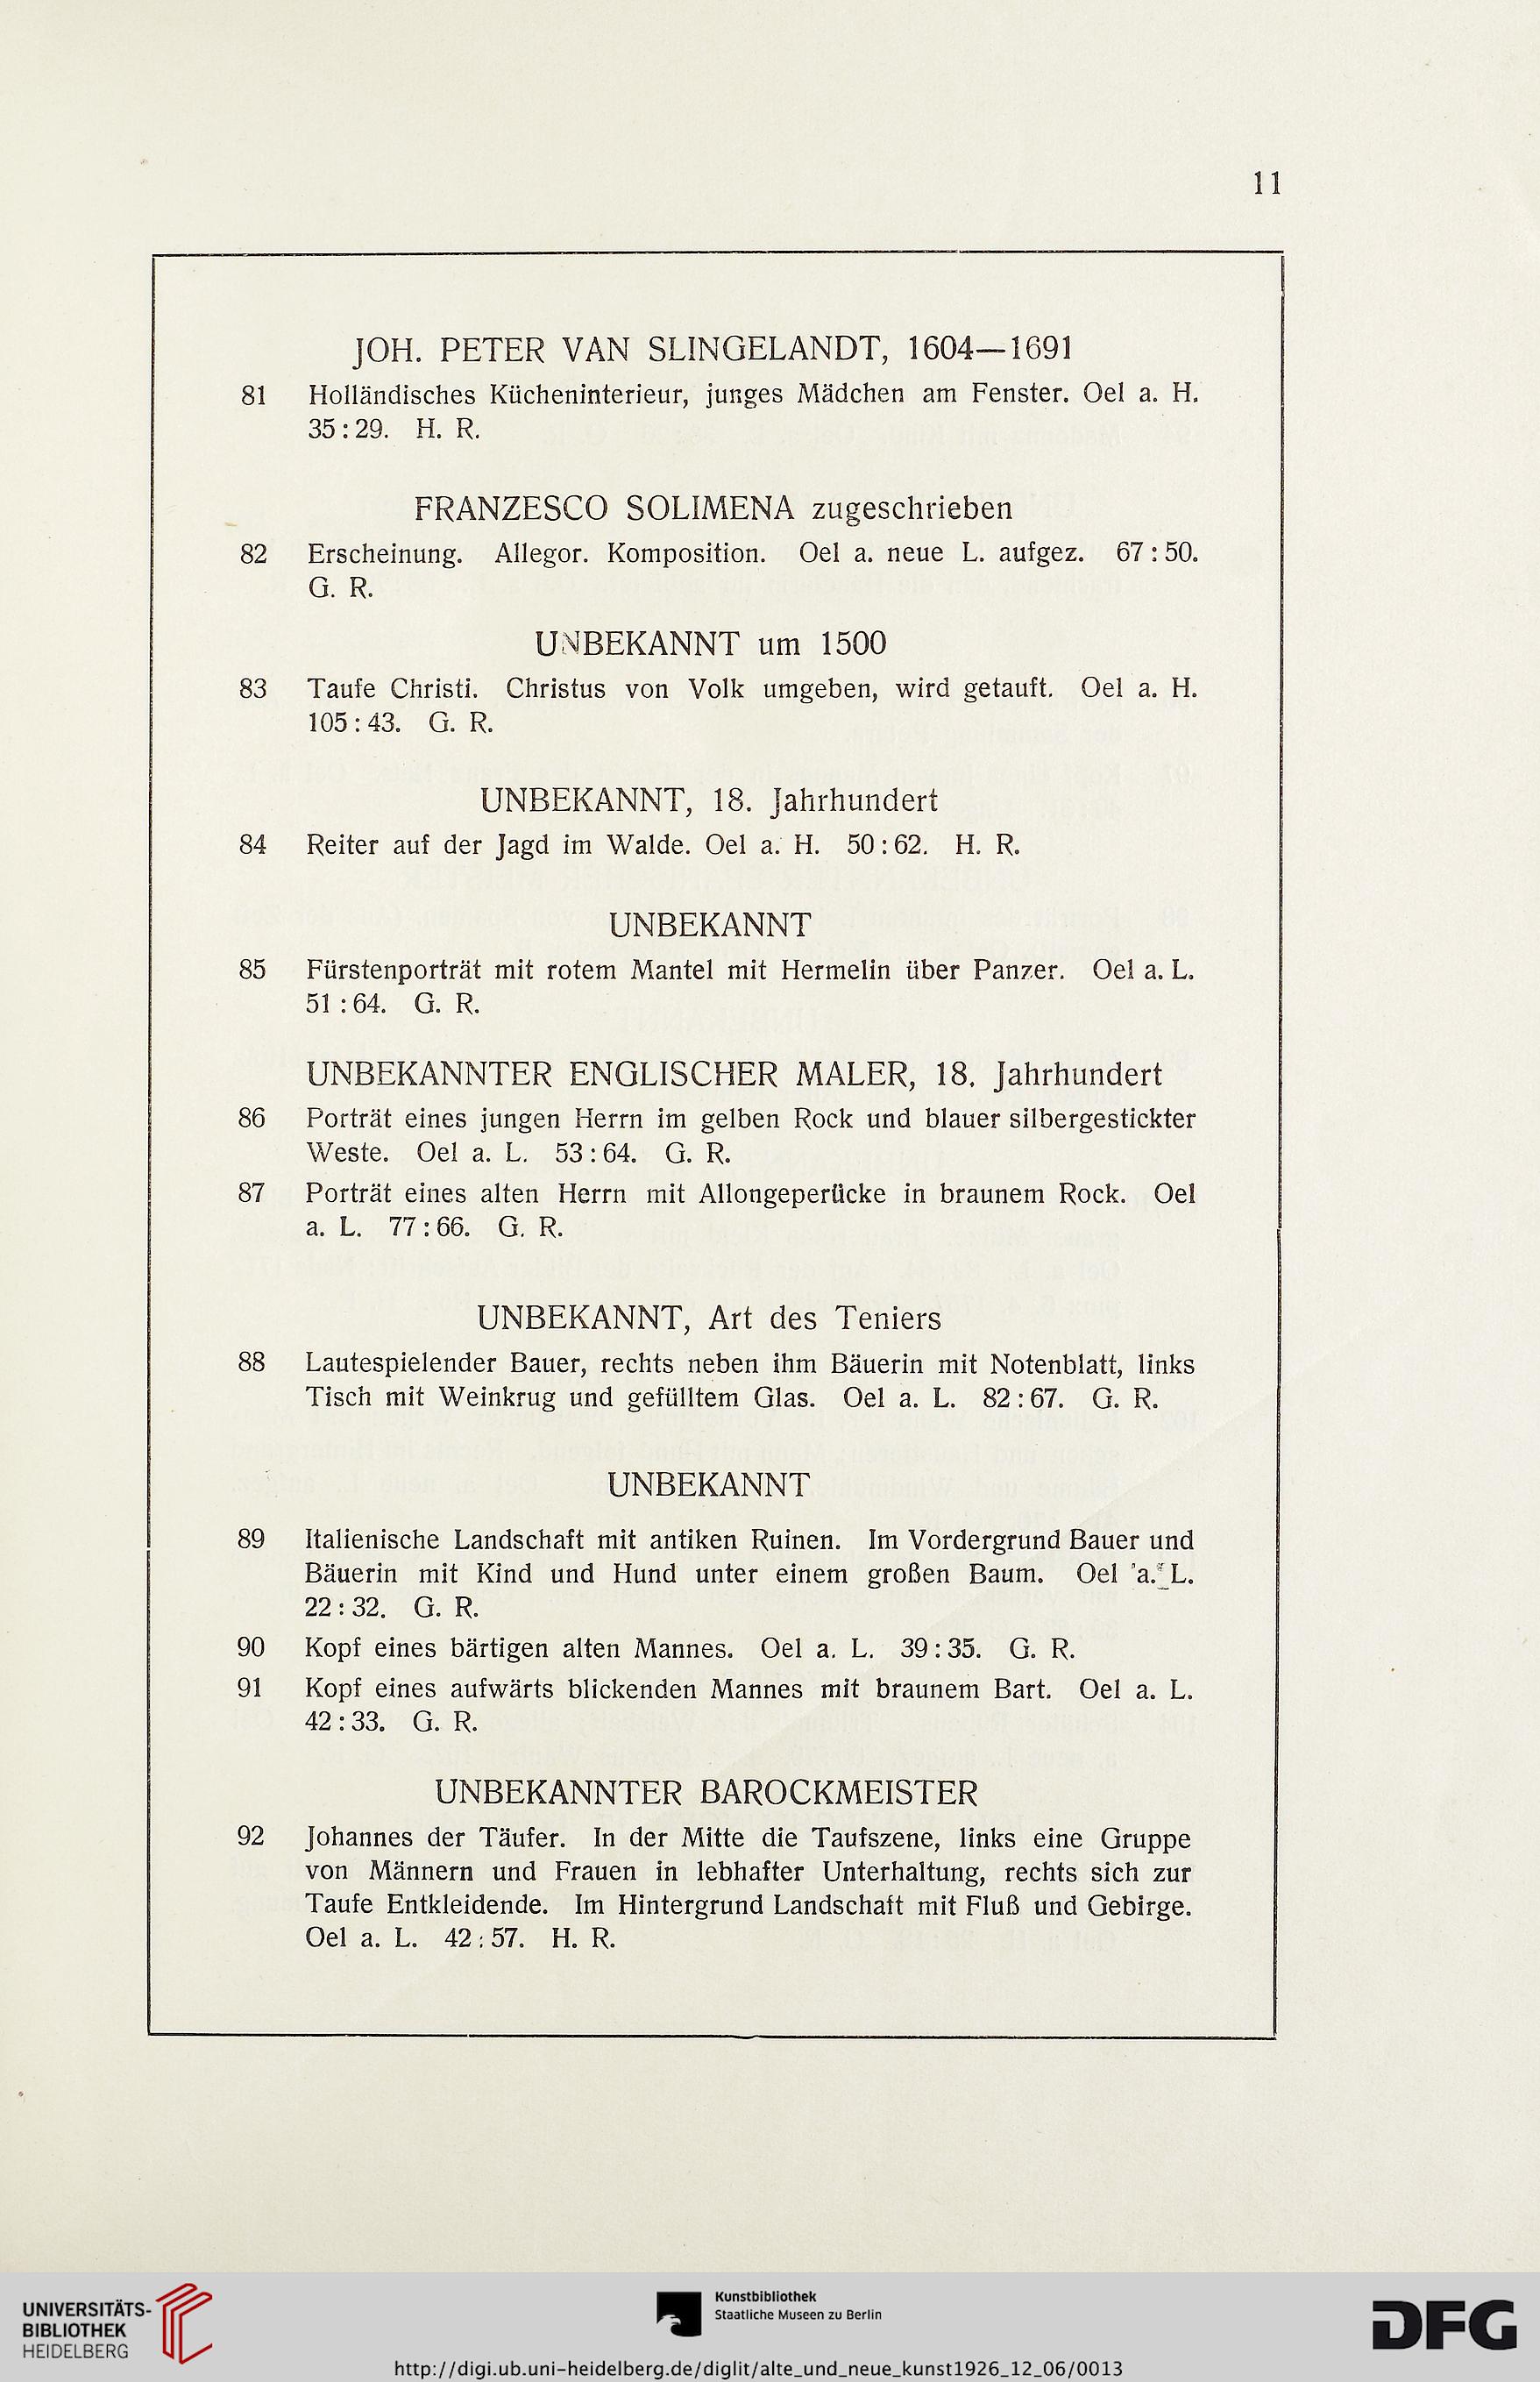 11
JOH. PETER VAN SLINGELANDT, 1604—1691
81 Holländisches Kücheninterieur, junges Mädchen am Fenster. Oel a. H.
35:29. H. R.
FRANZESCO SOLIMENA zugeschrieben
82 Erscheinung. Allegor. Komposition. Oel a. neue L. aufgez. 67:50.
G. R.
UNBEKANNT um 1500
83 Taufe Christi. Christus von Volk umgeben, wird getauft. Oel a. H.
105:43. G. R.
UNBEKANNT, 18. Jahrhundert
84 Reiter auf der Jagd im Walde. Oel a. H. 50:62. H. R.
UNBEKANNT
85 Fürstenporträt mit rotem Mantel mit Hermelin über Panzer. Oel a. L.
51:64. G. R.
UNBEKANNTER ENGLISCHER MALER, 18. Jahrhundert
86 Porträt eines jungen Herrn im gelben Rock und blauer silbergestickter
Weste. Oel a. L. 53:64. G. R.
87 Porträt eines alten Herrn mit Allongeperücke in braunem Rock. Oel
a. L. 77:66. G. R.
UNBEKANNT, Art des Teniers
88 Lautespielender Bauer, rechts neben ihm Bäuerin mit Notenblatt, links
Tisch mit Weinkrug und gefülltem Glas. Oel a. L. 82:67. G. R.
UNBEKANNT
89 Italienische Landschaft mit antiken Ruinen. Im Vordergrund Bauer und
Bäuerin mit Kind und Hund unter einem großen Baum. Oel a. L.
22:32. G. R.
90 Kopf eines bärtigen alten Mannes. Oel a. L. 39:35. G. R.
91 Kopf eines aufwärts blickenden Mannes mit braunem Bart. Oel a. L.
42:33. G. R.
UNBEKANNTER BAROCKMEISTER
92 Johannes der Täufer. In der Mitte die Taufszene, links eine Gruppe
von Männern und Frauen in lebhafter Unterhaltung, rechts sich zur
Taufe Entkleidende. Im Hintergrund Landschaft mit Fluß und Gebirge.
Oel a. L. 42:57. H. R.
UNIVERSITÄTS-
BIBLIOTHEK
HEIDELBERG
Kunstbibliothek
Staatliche Museen zu Berlin
DFG
http://digi.ub.uni-heidelberg.de/diglit/alte_und_neue_kunst1926_12_06/0013